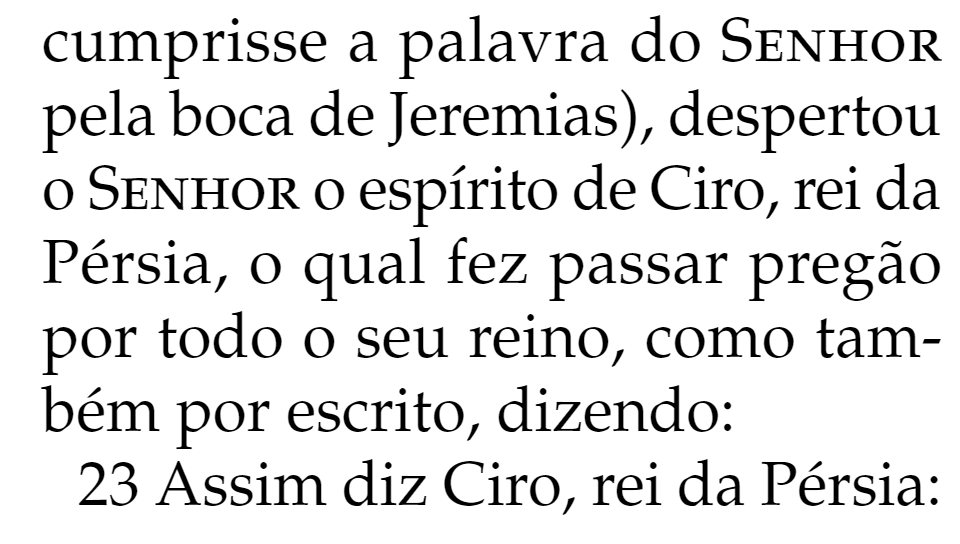 cumprisse a palavra do SENHOR
pela boca de Jeremias), despertou
o SENHOR o espírito de Ciro, rei da
Pérsia, o qual fez passar pregão
por todo o seu reino, como tam-
bém por escrito, dizendo:
23 Assim diz Ciro, rei da Pérsia: